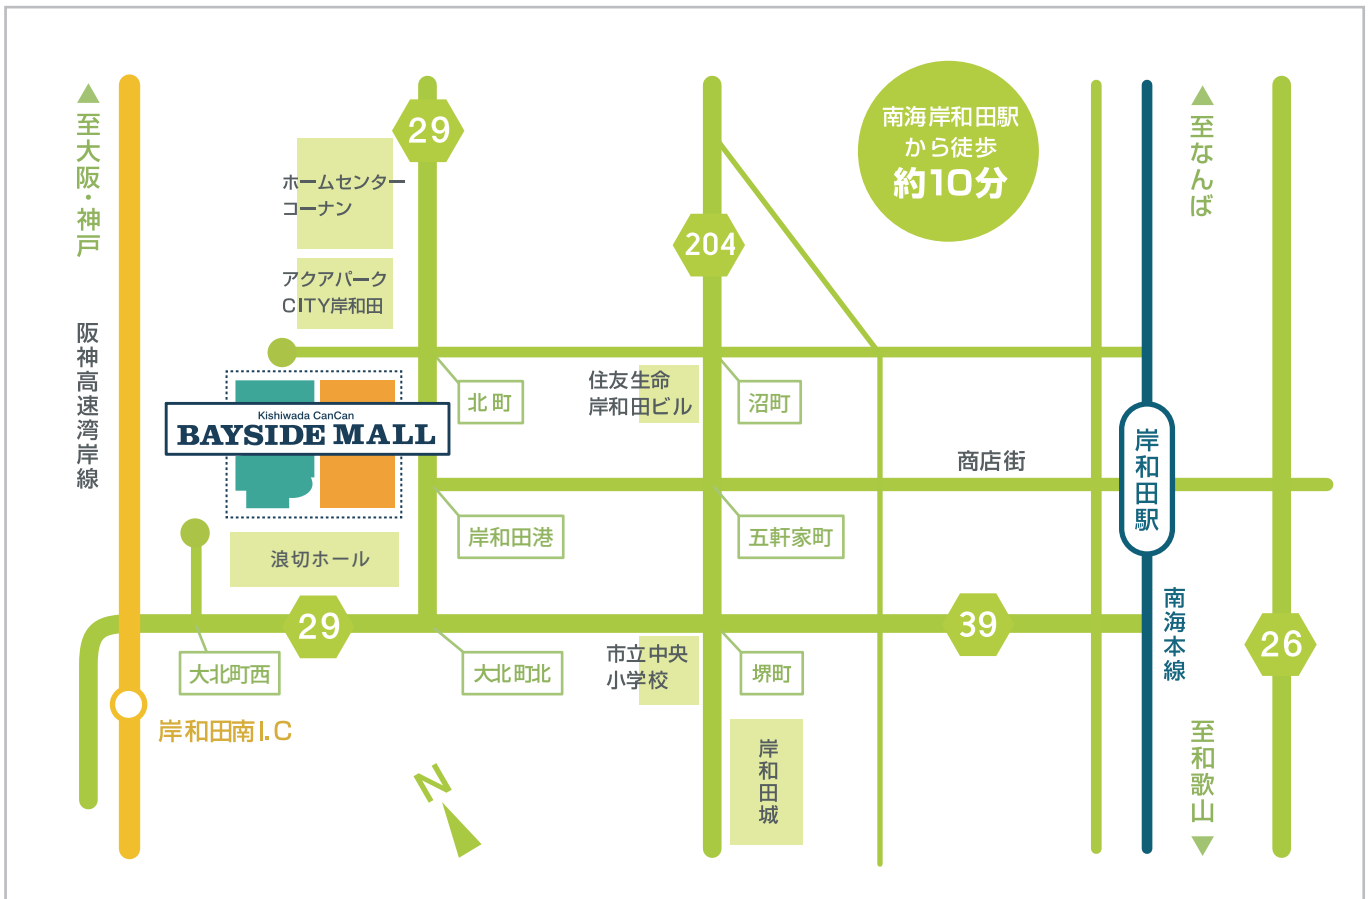 至大阪・神戸
阪神高速湾岸線
29
ホームセンター
コーナン
アクアパーク
CITY岸和田
204
南海岸和田駅
から徒歩
約10分
至なんば
Kishiwada CanCan
BAYSIDE MALL
北町
住友生命
岸和田ビル
沼町
商店街
岸和田駅
岸和田港
五軒家町
浪切ホール
29
39
南海本線
26
大北町西
大北町北
市立中央
小学校
堺町
岸和田南I.C
岸和田城
至和歌山
N